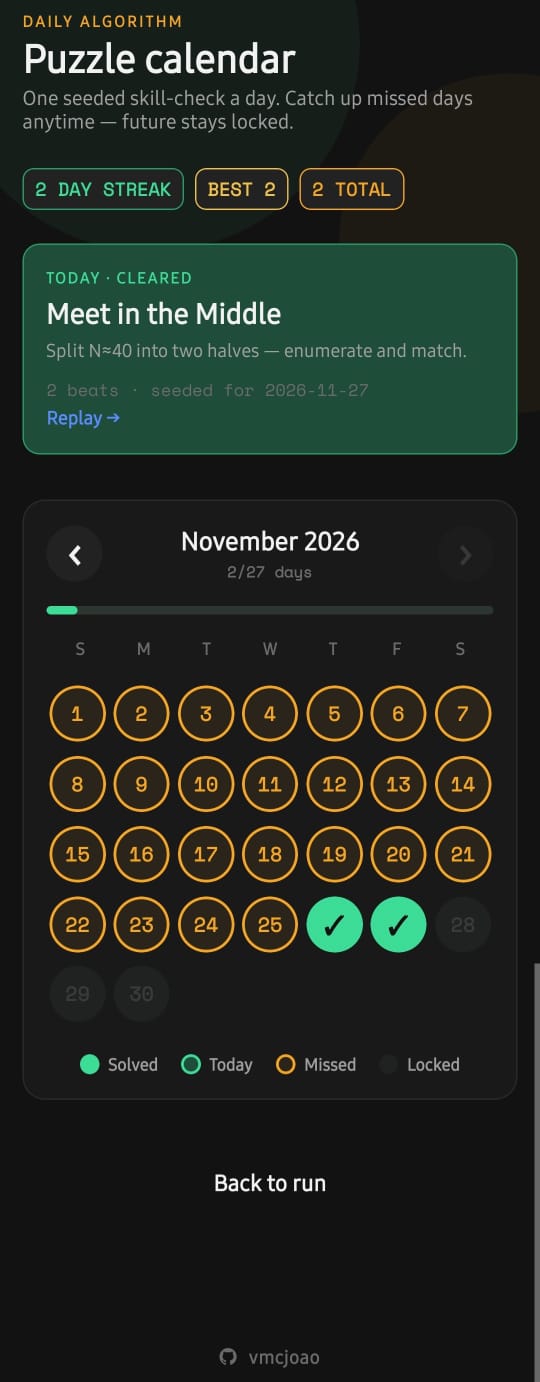 DAILY ALGORITHM
Puzzle calendar
One seeded skill-check a day. Catch up missed days
anytime — future stays locked.
2 DAY STREAK BEST 2 2 TOTAL
TODAY · CLEARED
Meet in the Middle
Split N≈40 into two halves — enumerate and match.
2 beats · seeded for 2026-11-27
Replay →
November 2026
2/27 days
S M T W T F S
1 2 3 4 5 6 7
8 9 10 11 12 13 14
15 16 17 18 19 20 21
22 23 24 25 ✓ ✓ 28
29 30
Solved Today Missed Locked
Back to run
vmcjoao